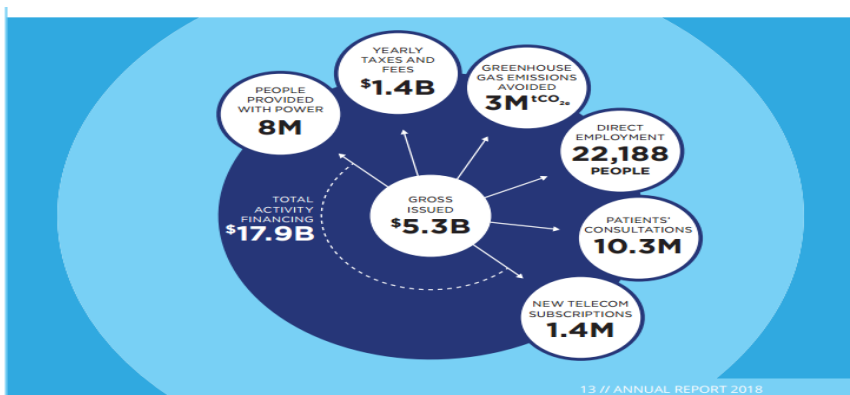 PEOPLE
PROVIDED
WITH POWER
8M
YEARLY
TAXES AND
FEES
$1.4B
GREENHOUSE
GAS EMISSIONS
AVOIDED
3M tCO2e
DIRECT
EMPLOYMENT
22,188
PEOPLE
PATIENTS'
CONSULTATIONS
10.3M
NEW TELECOM
SUBSCRIPTIONS
1.4M
GROSS
ISSUED
$5.3B
TOTAL
ACTIVITY
FINANCING
$17.9B
13 // ANNUAL REPORT 2018